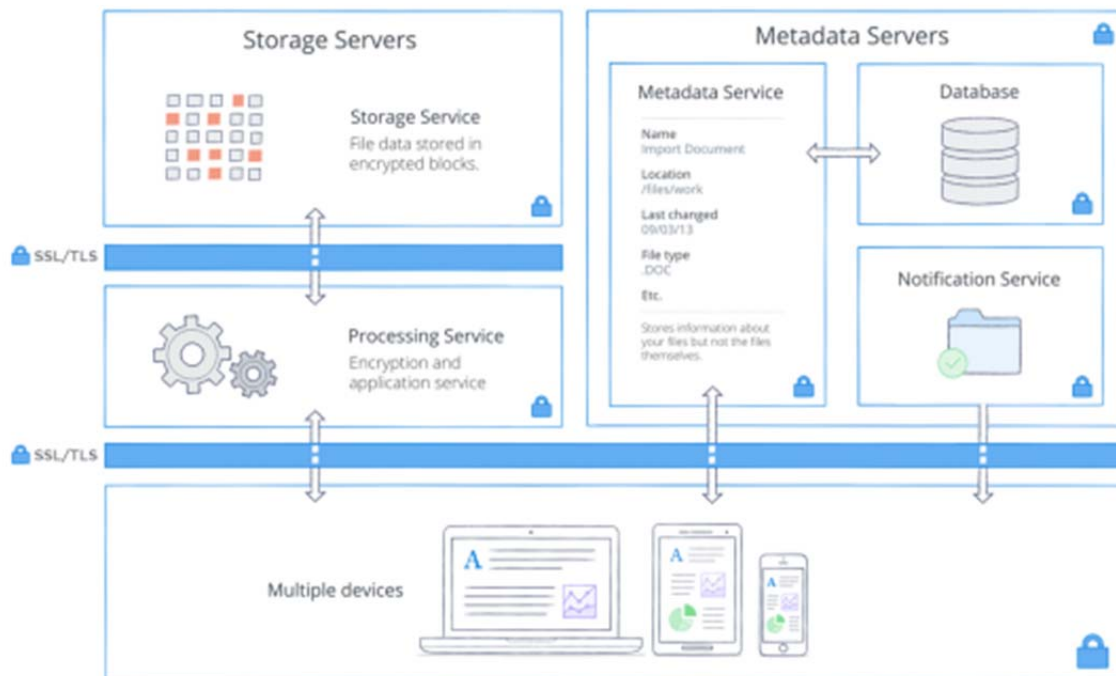 Storage Servers
Storage Service
File data stored in
encrypted blocks.
SSL/TLS
Processing Service
Encryption and
application service
SSL/TLS
Metadata Servers
Metadata Service
Name
Import Document
Location
/files/work
Last changed
09/03/13
File type
.DOC
Etc.
Stores information about
your files but not the files
themselves.
Database
Notification Service
Multiple devices
A
A
A